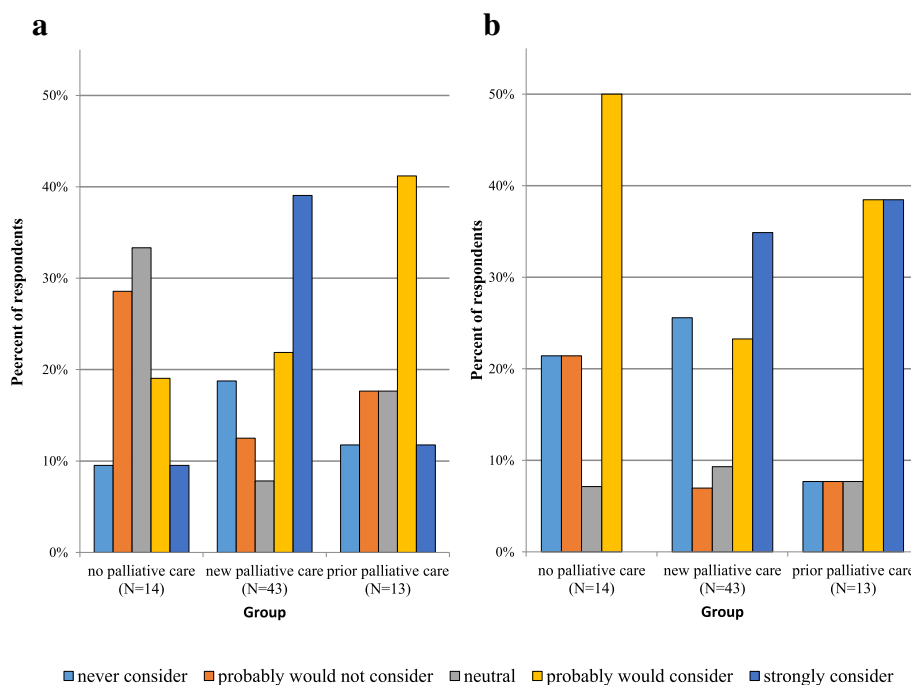 a
50%
40%
30%
20%
10%
0%
Peercent of respondents
no palliative care
(N=14)
new palliative care
(N=43)
prior palliative care
(N=13)
Group
b
50%
40%
30%
20%
10%
0%
Percent of respondents
no palliative care
(N=14)
new palliative care
(N=43)
prior palliative care
(N=13)
Group
never consider
probably would not consider
neutral
probably would consider
strongly consider